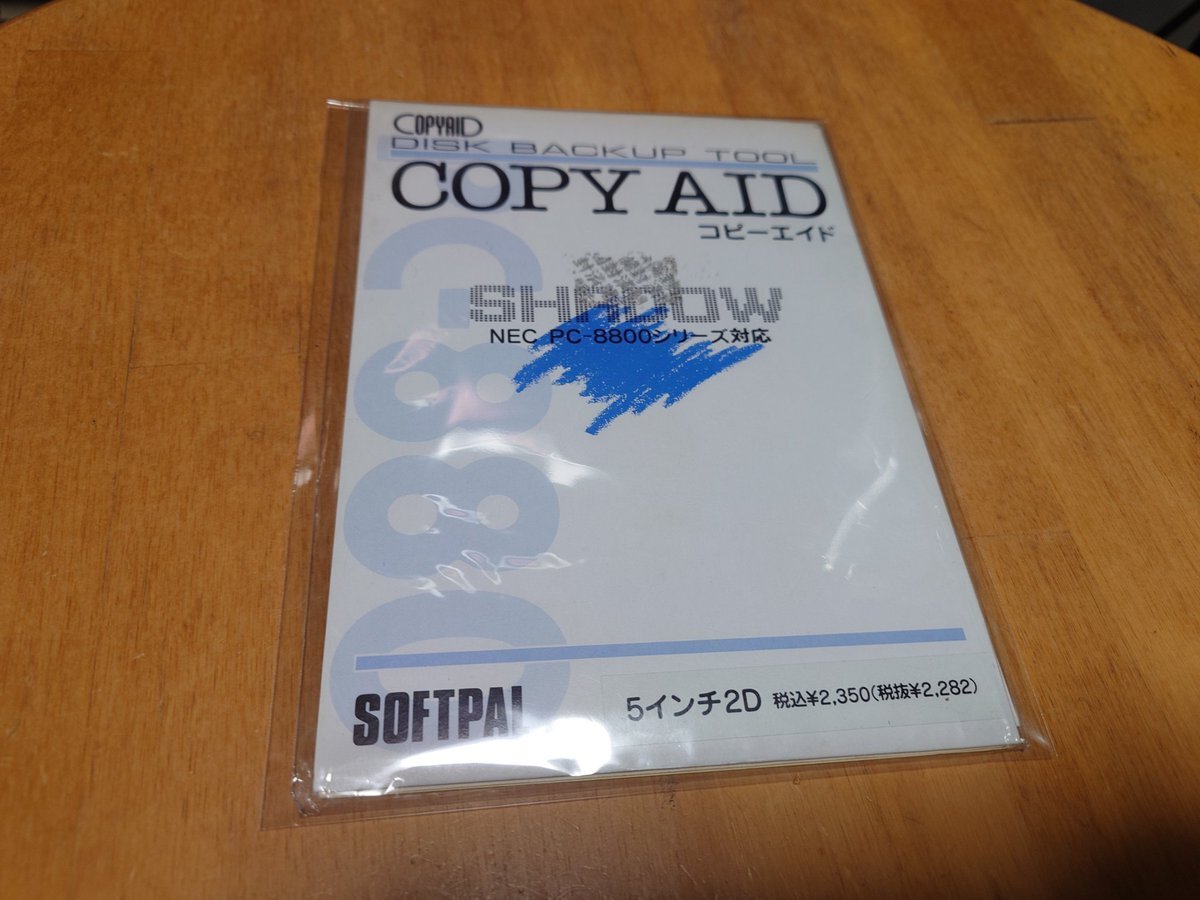 COPYAID
DISK BACKUP TOOL
COPY AID
コピーエイド
SHADOW
NEC PC-8800シリーズ対応
C880
SOFTPAL
5インチ2D 税込¥2,350(税抜¥2,282)